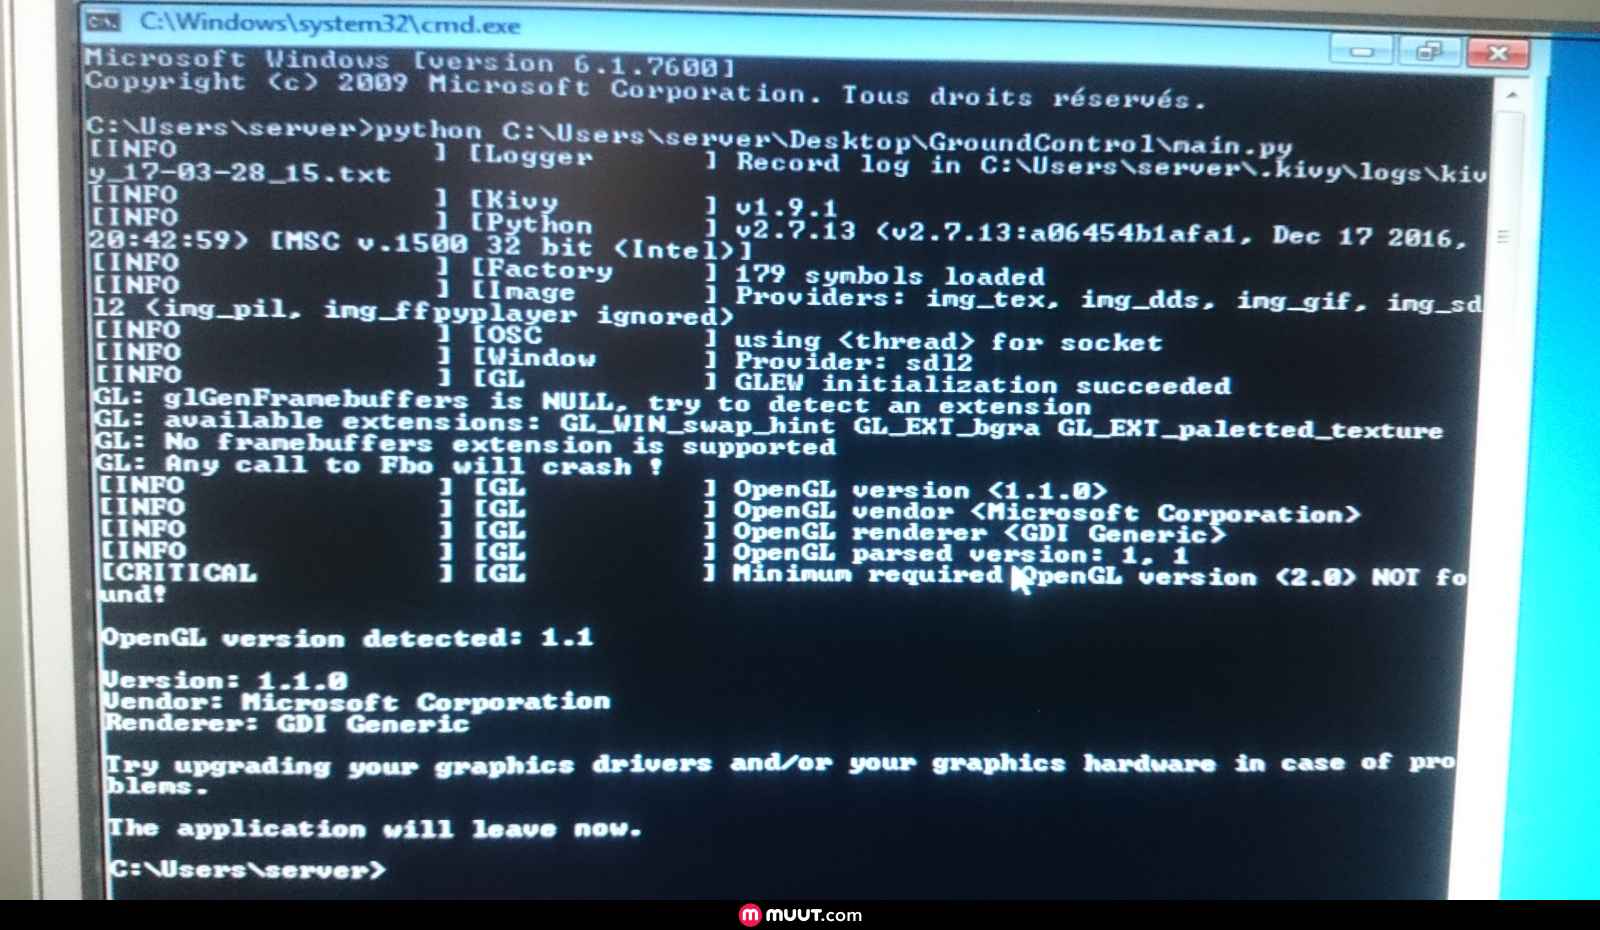 C:\Windows\system32\cmd.exe
Microsoft Windows [version 6.1.7600]
Copyright (c) 2009 Microsoft Corporation. Tous droits réservés.
C:\Users\server>python C:\Users\server\Desktop\GroundControl\main.py
[INFO ] [Logger ] Record log in C:\Users\server\.kivy\logs\kiv
y_17-03-28_15.txt
[INFO ] [Kivy ] v1.9.1
[INFO ] [Python ] v2.7.13 (v2.7.13:a06454b1afa1, Dec 17 2016,
20:42:59) [MSC v.1500 32 bit (Intel)]
[INFO ] [Factory ] 179 symbols loaded
[INFO ] [Image ] Providers: img_tex, img_dds, img_gif, img_sd
l2 (img_pil, img_ffpyplayer ignored)
[INFO ] [OSC ] using <thread> for socket
[INFO ] [Window ] Provider: sdl2
[INFO ] [GL ] GLEW initialization succeeded
GL: glGenFramebuffers is NULL, try to detect an extension
GL: available extensions: GL_WIN_swap_hint GL_EXT_bgra GL_EXT_paletted_texture
GL: No framebuffers extension is supported
GL: Any call to Fbo will crash !
[INFO ] [GL ] OpenGL version <1.1.0>
[INFO ] [GL ] OpenGL vendor <Microsoft Corporation>
[INFO ] [GL ] OpenGL renderer <GDI Generic>
[INFO ] [GL ] OpenGL parsed version: 1, 1
[CRITICAL ] [GL ] Minimum required OpenGL version (2.0) NOT fo
und!
OpenGL version detected: 1.1
Version: 1.1.0
Vendor: Microsoft Corporation
Renderer: GDI Generic
Try upgrading your graphics drivers and/or your graphics hardware in case of pro
blems.
The application will leave now.
C:\Users\server>
m MUUT.com